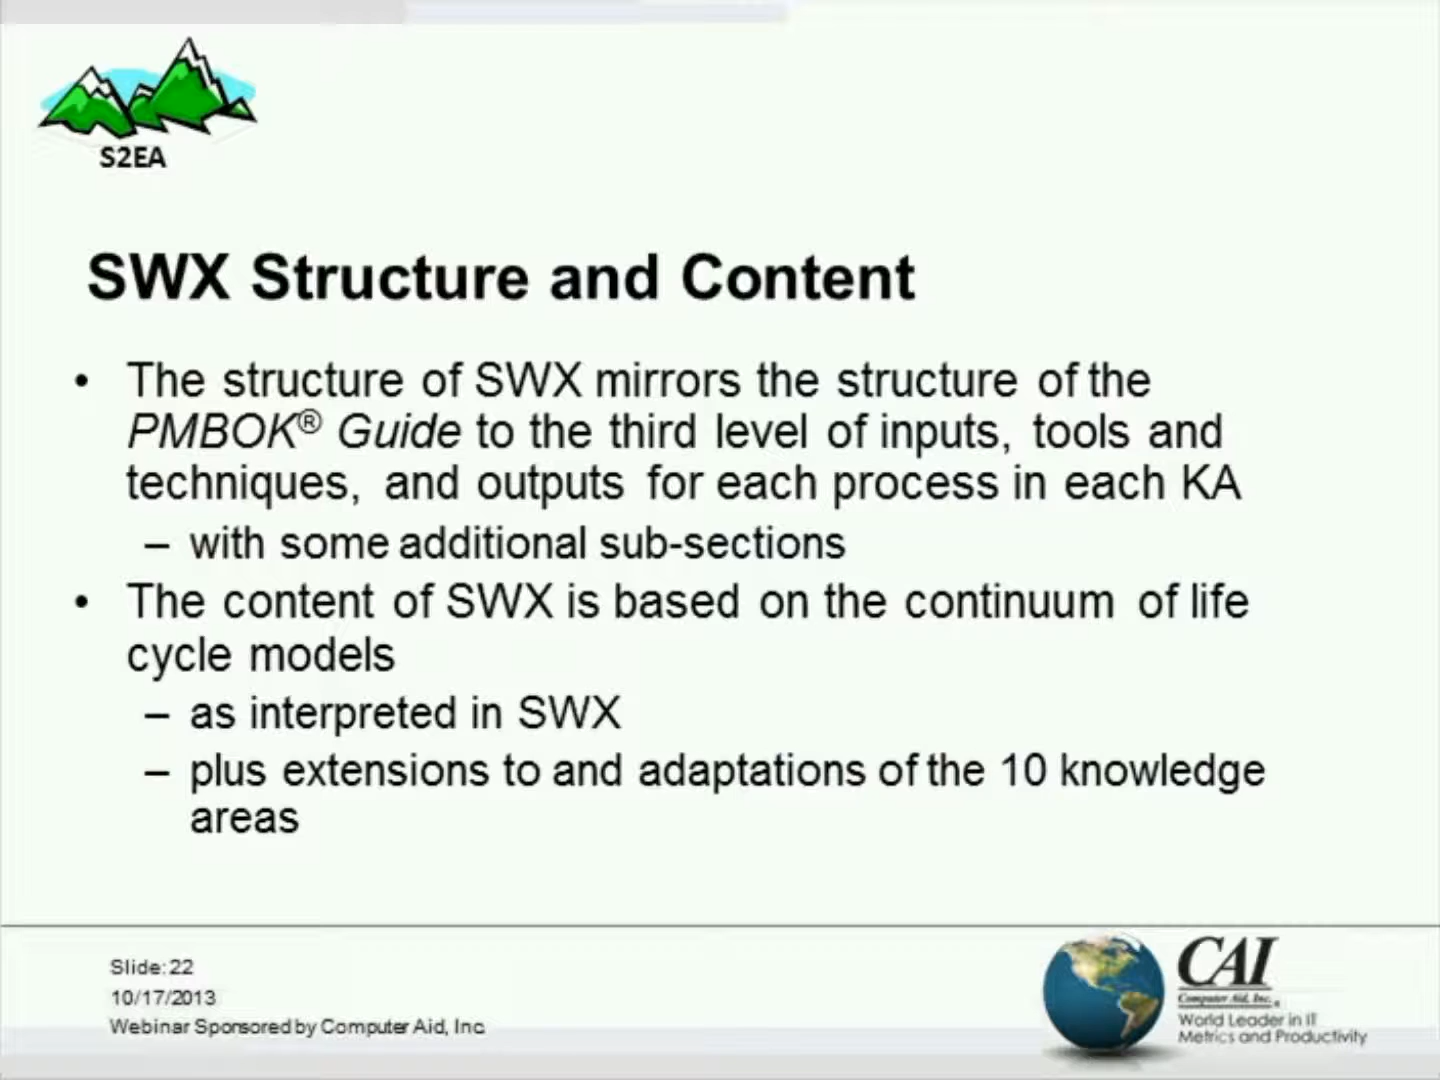 S2EA
SWX Structure and Content
• The structure of SWX mirrors the structure of the
PMBOK® Guide to the third level of inputs, tools and
techniques, and outputs for each process in each KA
– with some additional sub-sections
• The content of SWX is based on the continuum of life
cycle models
– as interpreted in SWX
– plus extensions to and adaptations of the 10 knowledge
areas
Slide: 22
10/17/2013
Webinar Sponsored by Computer Aid, Inc
CAI
Computer Aid, Inc.
World Leader in IT
Metrics and Productivity